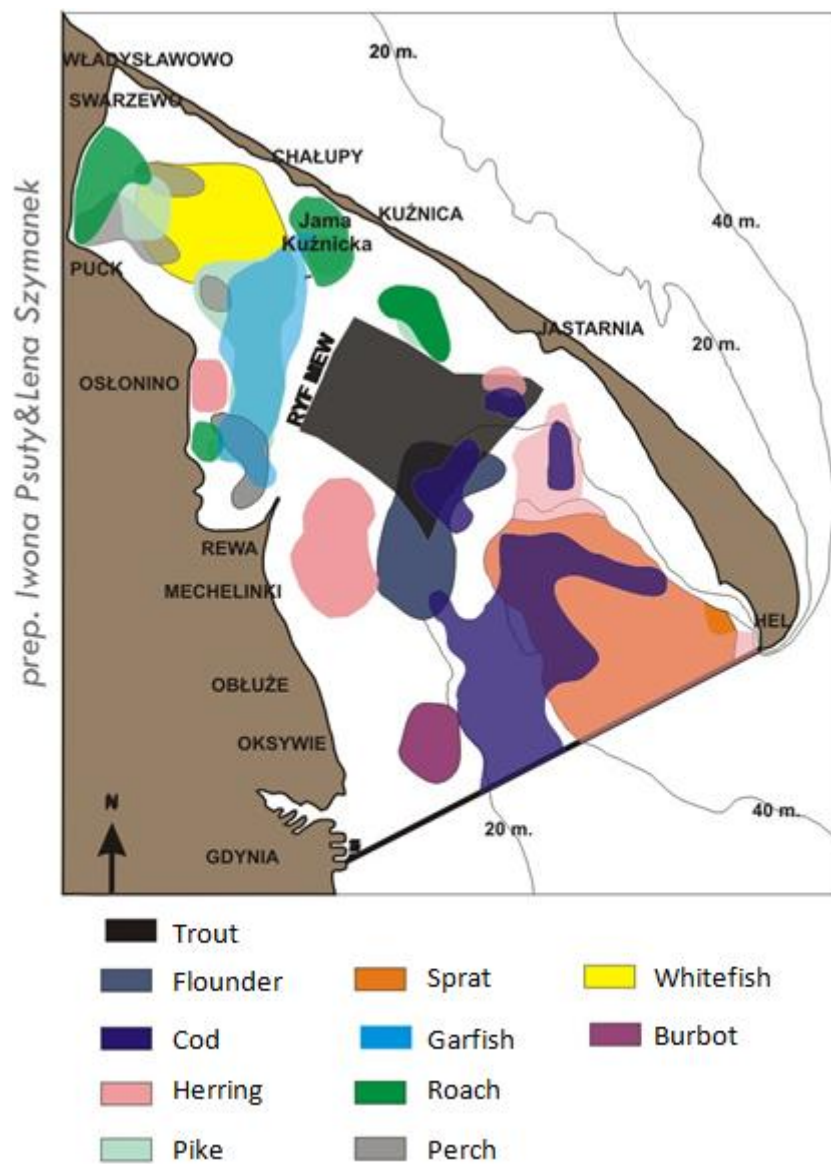 WŁADYSŁAWOWO
20 m.
SWARZEWO
CHAŁUPY
KUŹNICA
40 m.
Jama
Kuźnicka
PUCK
JASTARNIA
20 m.
OSŁONINO
RYF MEW
REWA
MECHELINKI
HEL
OBŁUŻE
OKSYWIE
N
40 m.
20 m.
GDYNIA
prep. Iwona Psuty&Lena Szymanek
Trout
Flounder
Sprat
Whitefish
Cod
Garfish
Burbot
Herring
Roach
Pike
Perch